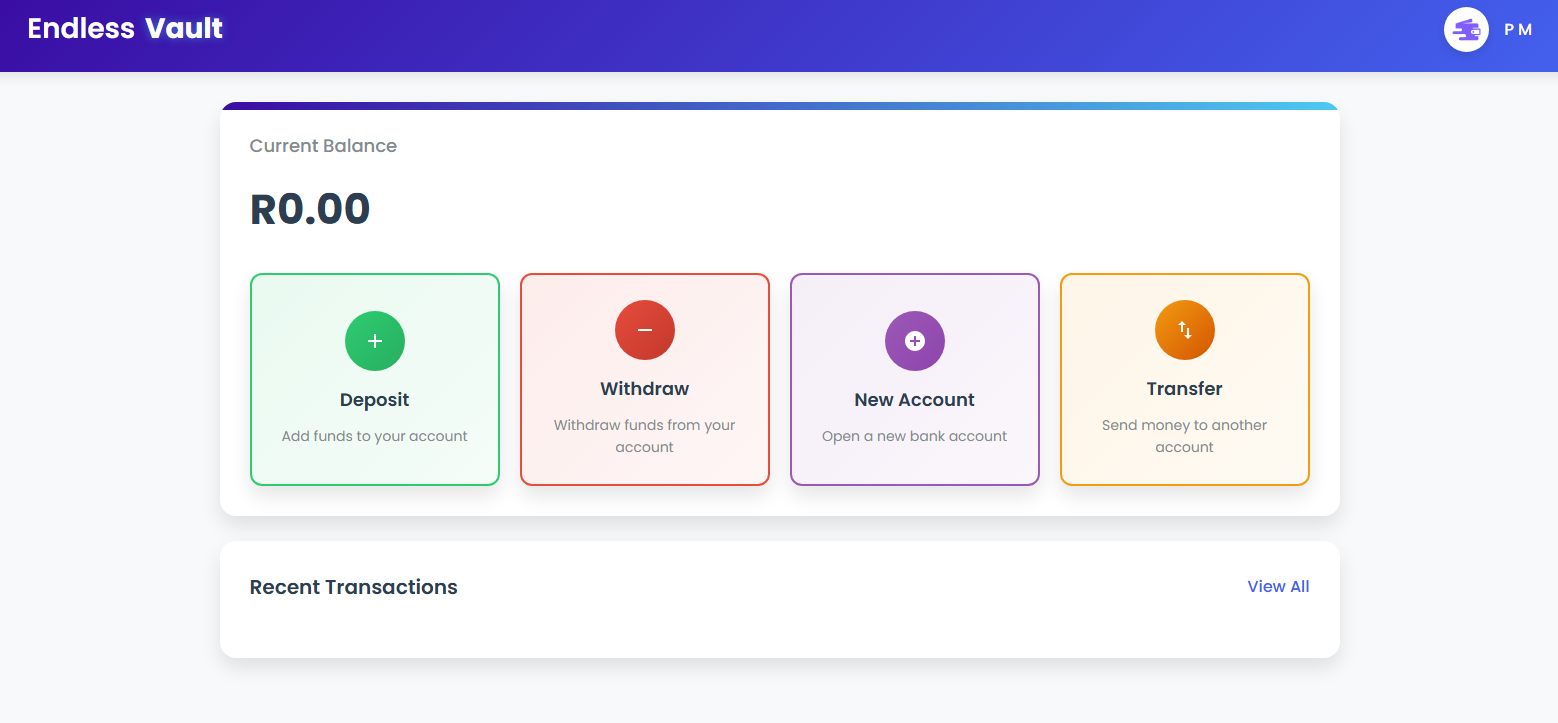 Endless Vault
P M
Current Balance
R0.00
Deposit
Add funds to your account
Withdraw
Withdraw funds from your
account
New Account
Open a new bank account
Transfer
Send money to another
account
Recent Transactions
View All